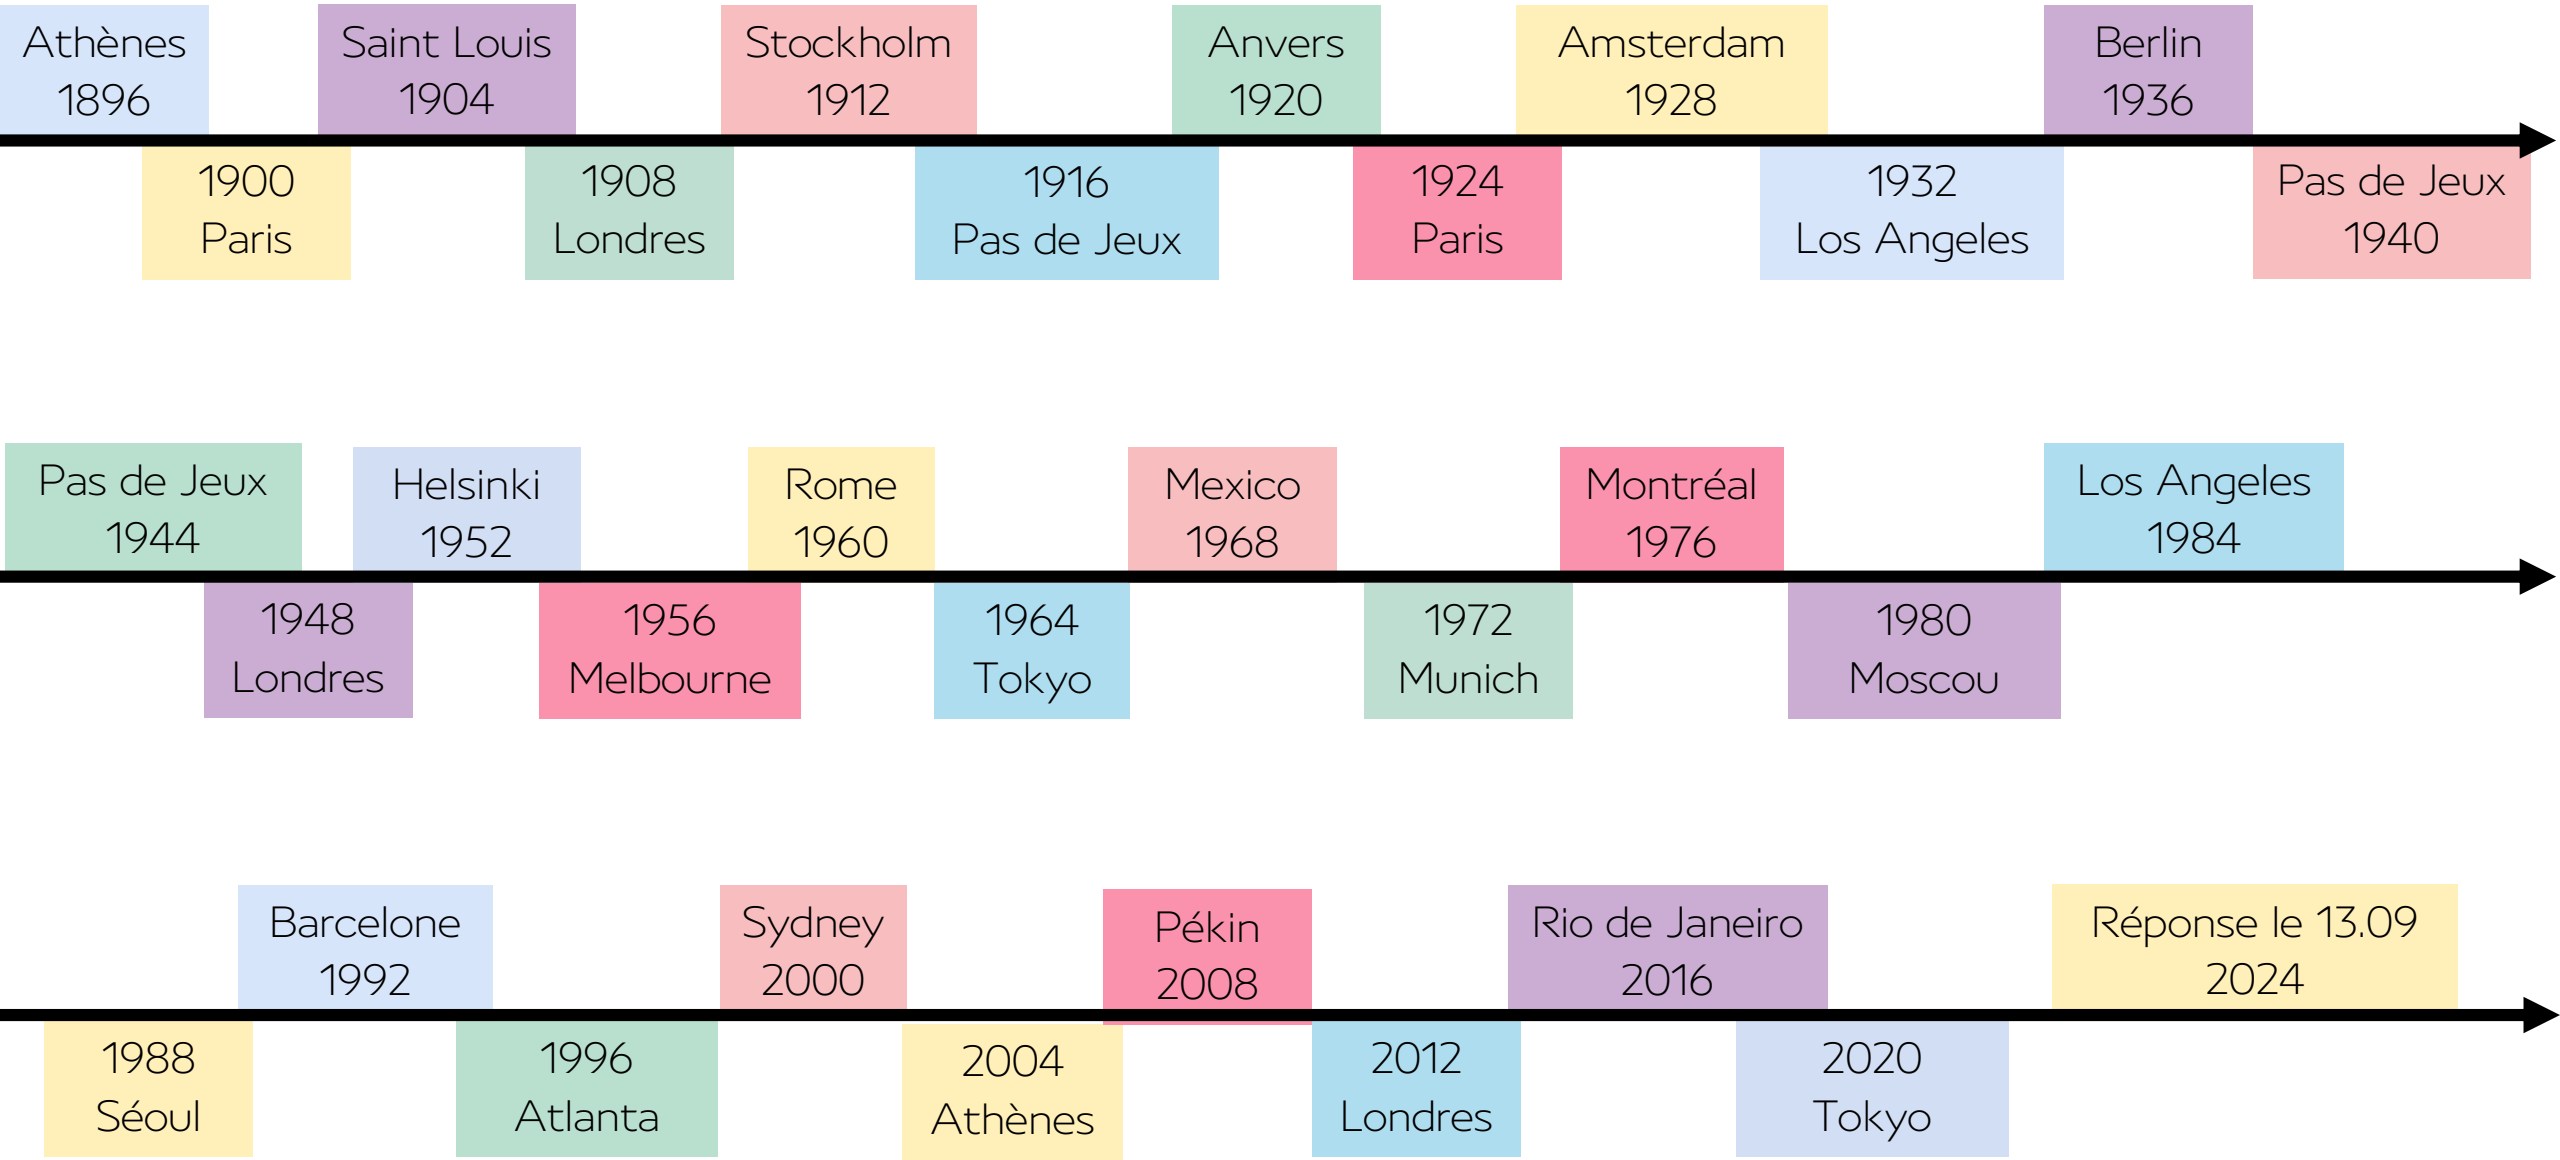 Athènes
1896
1900
Paris
Saint Louis
1904
1908
Londres
Stockholm
1912
1916
Pas de Jeux
Anvers
1920
1924
Paris
Amsterdam
1928
1932
Los Angeles
Berlin
1936
Pas de Jeux
1940
Pas de Jeux
1944
1948
Londres
Helsinki
1952
1956
Melbourne
Rome
1960
1964
Tokyo
Mexico
1968
1972
Munich
Montréal
1976
1980
Moscou
Los Angeles
1984
1988
Séoul
Barcelone
1992
1996
Atlanta
Sydney
2000
2004
Athènes
Pékin
2008
2012
Londres
Rio de Janeiro
2016
2020
Tokyo
Réponse le 13.09
2024